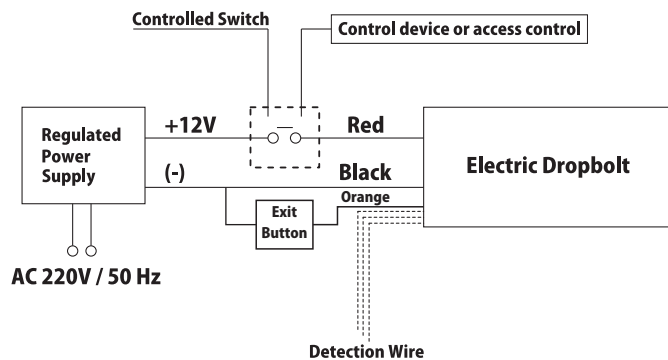 Controlled Switch
Control device or access control
Regulated
Power
Supply
+12V
Red
Electric Dropbolt
(-)
Black
Orange
Exit
Button
AC 220V / 50 Hz
Detection Wire